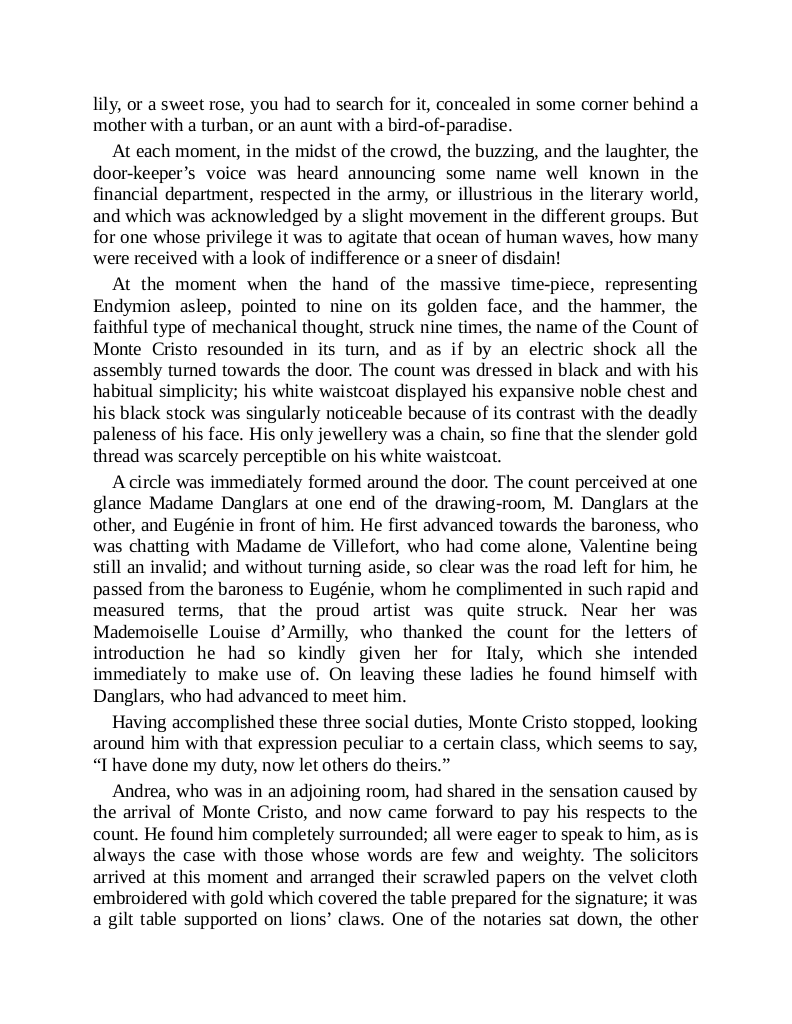 lily, or a sweet rose, you had to search for it, concealed in some corner behind a
mother with a turban, or an aunt with a bird-of-paradise.
At each moment, in the midst of the crowd, the buzzing, and the laughter, the
door-keeper’s voice was heard announcing some name well known in the
financial department, respected in the army, or illustrious in the literary world,
and which was acknowledged by a slight movement in the different groups. But
for one whose privilege it was to agitate that ocean of human waves, how many
were received with a look of indifference or a sneer of disdain!
At the moment when the hand of the massive time-piece, representing
Endymion asleep, pointed to nine on its golden face, and the hammer, the
faithful type of mechanical thought, struck nine times, the name of the Count of
Monte Cristo resounded in its turn, and as if by an electric shock all the
assembly turned towards the door. The count was dressed in black and with his
habitual simplicity; his white waistcoat displayed his expansive noble chest and
his black stock was singularly noticeable because of its contrast with the deadly
paleness of his face. His only jewellery was a chain, so fine that the slender gold
thread was scarcely perceptible on his white waistcoat.
A circle was immediately formed around the door. The count perceived at one
glance Madame Danglars at one end of the drawing-room, M. Danglars at the
other, and Eugénie in front of him. He first advanced towards the baroness, who
was chatting with Madame de Villefort, who had come alone, Valentine being
still an invalid; and without turning aside, so clear was the road left for him, he
passed from the baroness to Eugénie, whom he complimented in such rapid and
measured terms, that the proud artist was quite struck. Near her was
Mademoiselle Louise d’Armilly, who thanked the count for the letters of
introduction he had so kindly given her for Italy, which she intended
immediately to make use of. On leaving these ladies he found himself with
Danglars, who had advanced to meet him.
Having accomplished these three social duties, Monte Cristo stopped, looking
around him with that expression peculiar to a certain class, which seems to say,
“I have done my duty, now let others do theirs.”
Andrea, who was in an adjoining room, had shared in the sensation caused by
the arrival of Monte Cristo, and now came forward to pay his respects to the
count. He found him completely surrounded; all were eager to speak to him, as is
always the case with those whose words are few and weighty. The solicitors
arrived at this moment and arranged their scrawled papers on the velvet cloth
embroidered with gold which covered the table prepared for the signature; it was
a gilt table supported on lions’ claws. One of the notaries sat down, the other